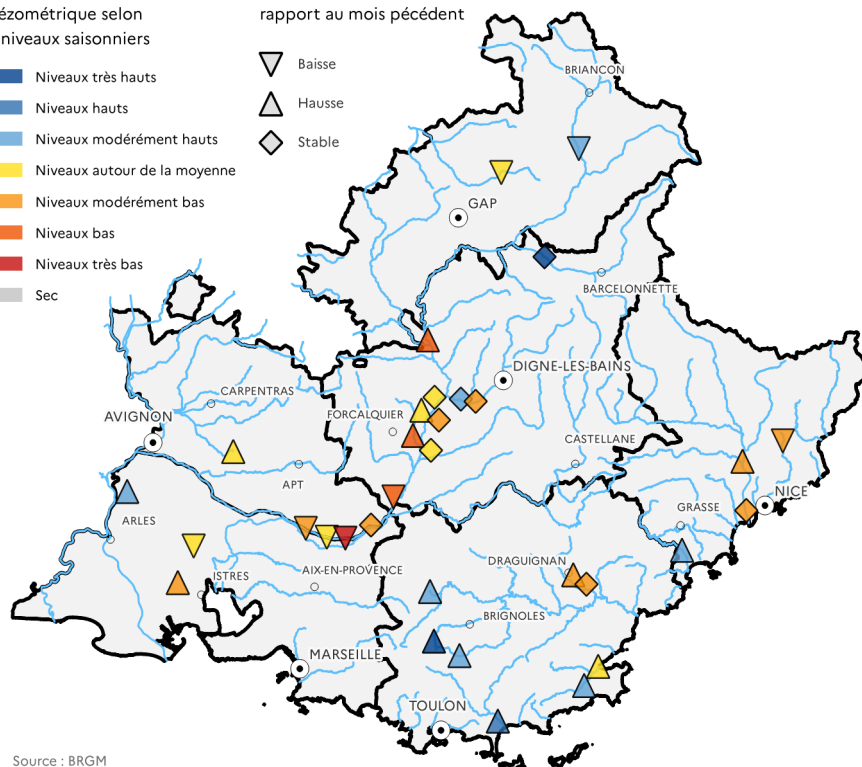 ézométrique selon
niveaux saisonniers
Niveaux très hauts
Niveaux hauts
Niveaux modérément hauts
Niveaux autour de la moyenne
Niveaux modérément bas
Niveaux bas
Niveaux très bas
Sec
rapport au mois pécédent
Baisse
Hausse
Stable
BRIANCON
GAP
BARCELONNETTE
DIGNE-LES-BAINS
CARPENTRAS
FORCALQUIER
AVIGNON
CASTELLANE
APT
NICE
GRASSE
ARLES
DRAGUIGNAN
AIX-EN-PROVENCE
ISTRES
BRIGNOLES
MARSEILLE
TOULON
Source : BRGM